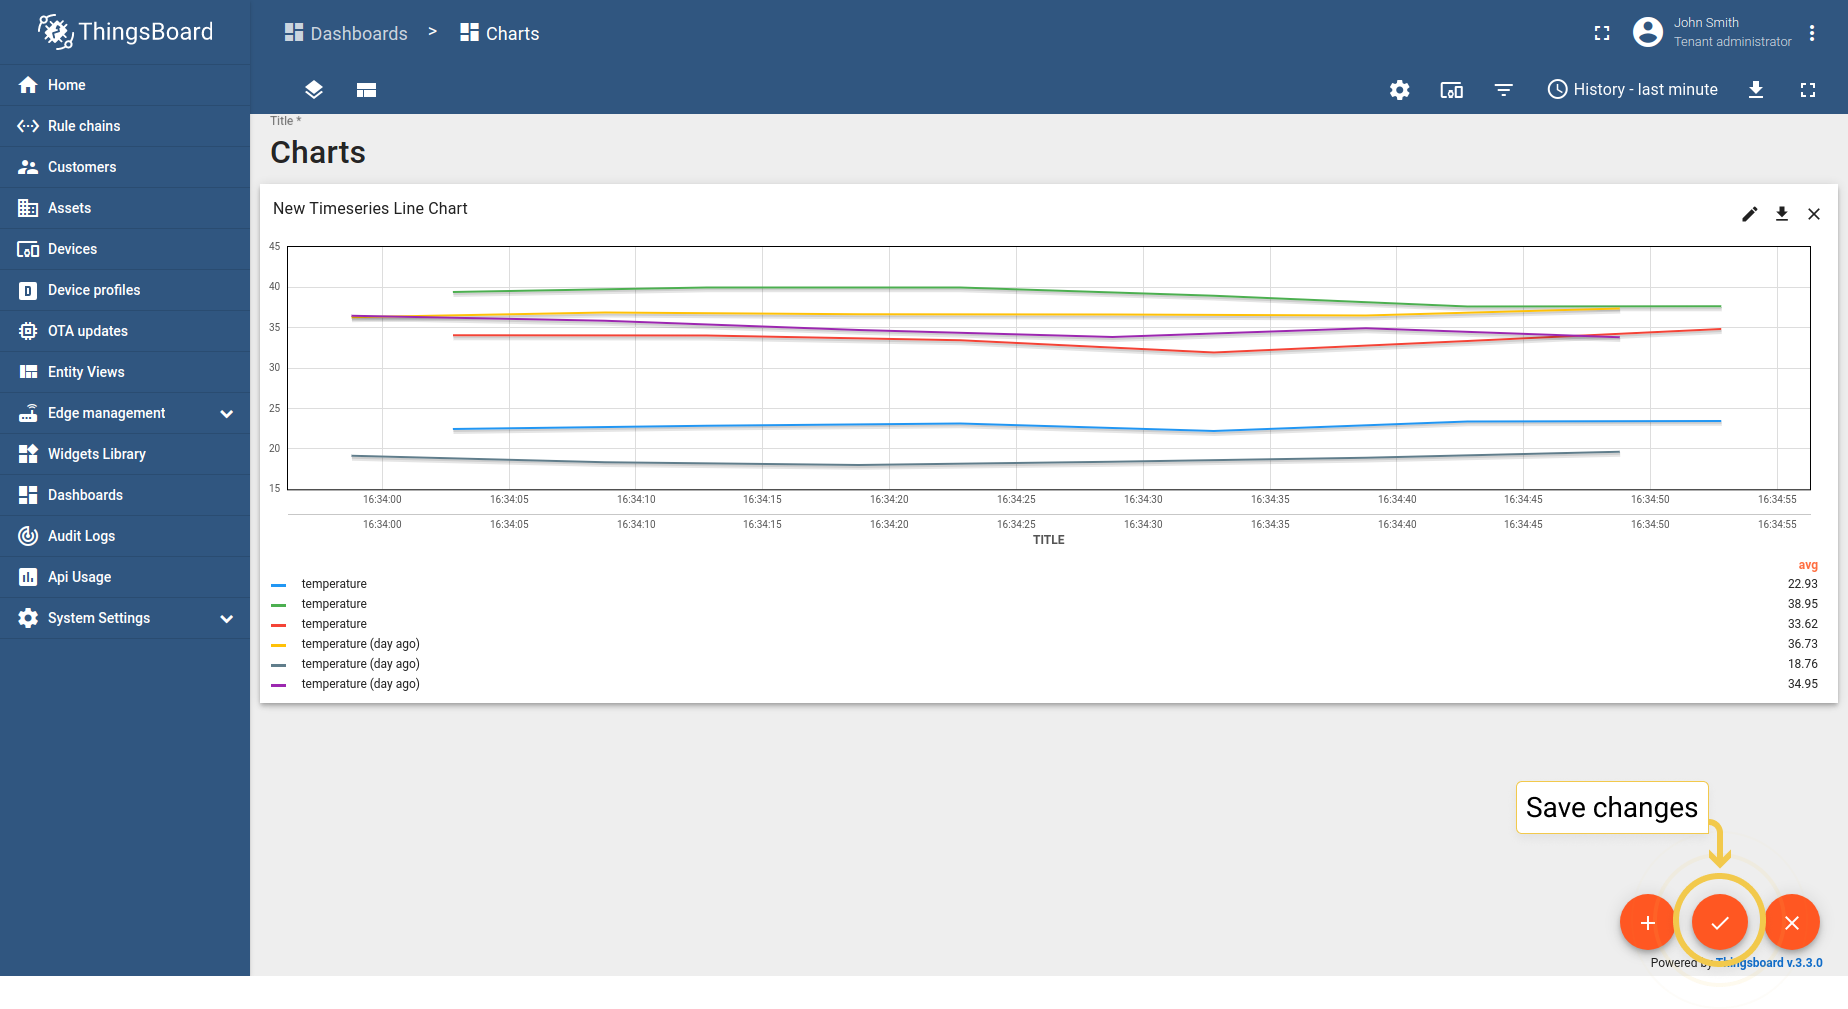 ThingsBoard
Dashboards > Charts
John Smith
Tenant administrator
Home
Rule chains
Customers
Assets
Devices
Device profiles
OTA updates
Entity Views
Edge management
Widgets Library
Dashboards
Audit Logs
Api Usage
System Settings
History - last minute
Title *
Charts
New Timeseries Line Chart
45
40
35
30
25
20
15
16:34:00 16:34:05 16:34:10 16:34:15 16:34:20 16:34:25 16:34:30 16:34:35 16:34:40 16:34:45 16:34:50 16:34:55
16:34:00 16:34:05 16:34:10 16:34:15 16:34:20 16:34:25 16:34:30 16:34:35 16:34:40 16:34:45 16:34:50 16:34:55
TITLE
avg
temperature 22.93
temperature 38.95
temperature 33.62
temperature (day ago) 36.73
temperature (day ago) 18.76
temperature (day ago) 34.95
Save changes
Powered by Thingsboard v.3.3.0